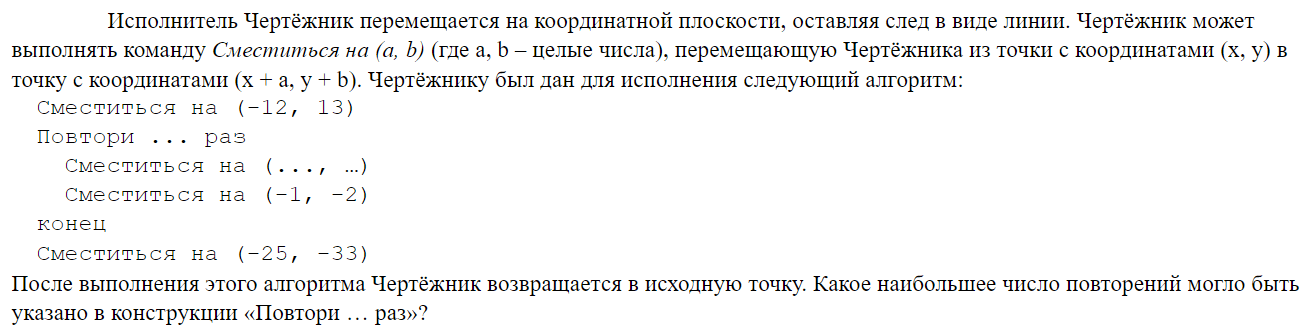 Исполнитель Чертёжник перемещается на координатной плоскости, оставляя след в виде линии. Чертёжник может
выполнять команду Сместиться на (a, b) (где a, b – целые числа), перемещающую Чертёжника из точки с координатами (x, y) в
точку с координатами (x + a, y + b). Чертёжнику был дан для исполнения следующий алгоритм:
Сместиться на (-12, 13)
Повтори ... раз
Сместиться на (..., …)
Сместиться на (-1, -2)
конец
Сместиться на (-25, -33)
После выполнения этого алгоритма Чертёжник возвращается в исходную точку. Какое наибольшее число повторений могло быть
указано в конструкции «Повтори … раз»?